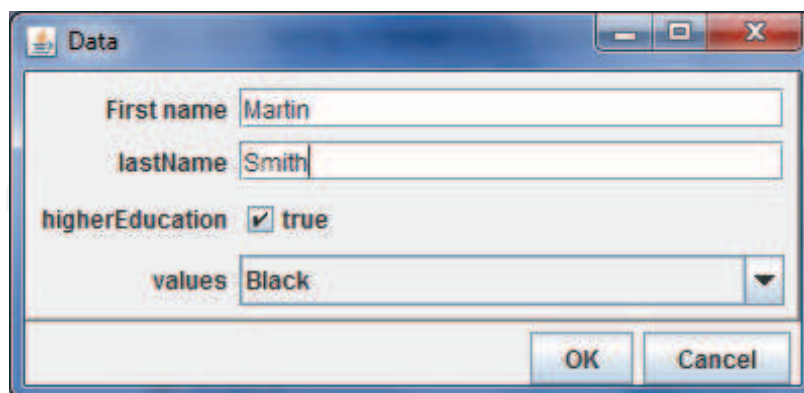 Data
First name Martin
lastName Smith
higherEducation true
values Black
OK Cancel